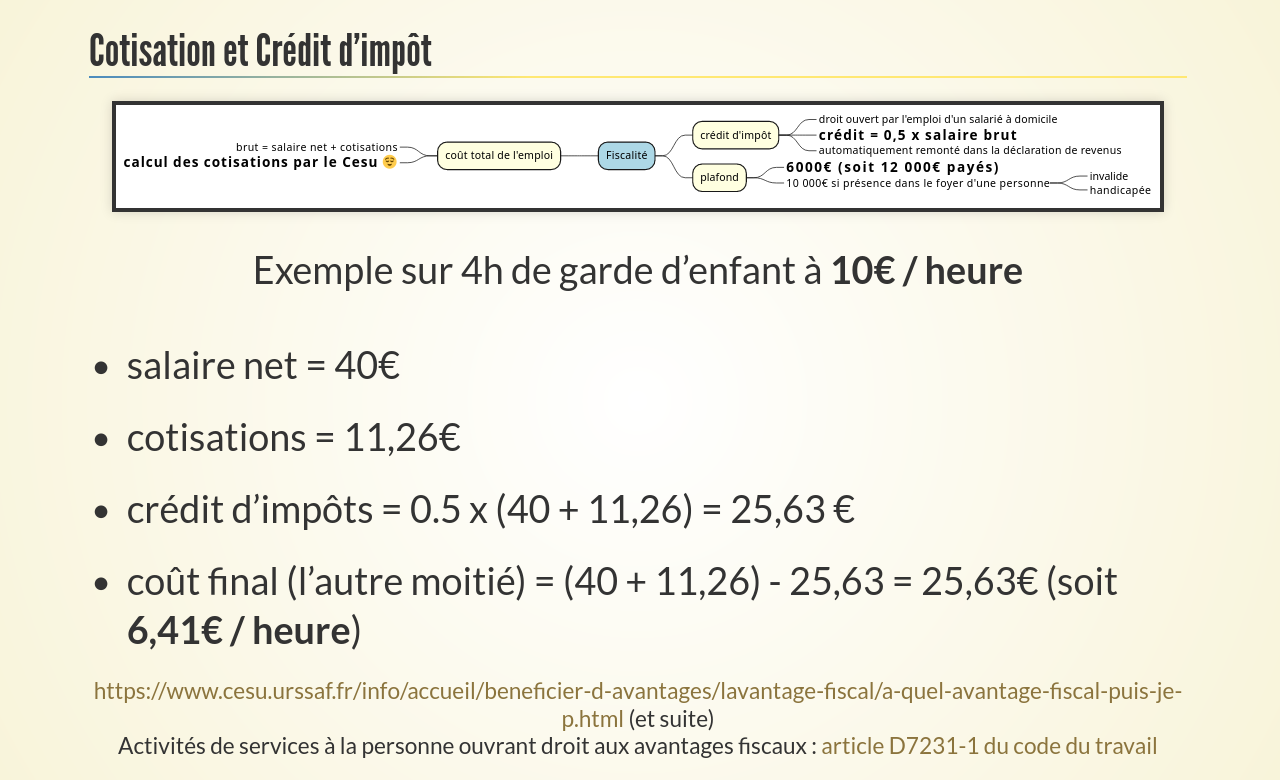 Cotisation et Crédit d’impôt
brut = salaire net + cotisations
calcul des cotisations par le Cesu 😌
coût total de l'emploi
Fiscalité
crédit d'impôt
droit ouvert par l'emploi d'un salarié à domicile
crédit = 0,5 x salaire brut
automatiquement remonté dans la déclaration de revenus
plafond
6000€ (soit 12 000€ payés)
10 000€ si présence dans le foyer d'une personne
invalide
handicapée
Exemple sur 4h de garde d’enfant à 10€ / heure
• salaire net = 40€
• cotisations = 11,26€
• crédit d’impôts = 0.5 x (40 + 11,26) = 25,63 €
• coût final (l’autre moitié) = (40 + 11,26) - 25,63 = 25,63€ (soit
6,41€ / heure)
https://www.cesu.urssaf.fr/info/accueil/beneficier-d-avantages/lavantage-fiscal/a-quel-avantage-fiscal-puis-je-
p.html (et suite)
Activités de services à la personne ouvrant droit aux avantages fiscaux : article D7231-1 du code du travail